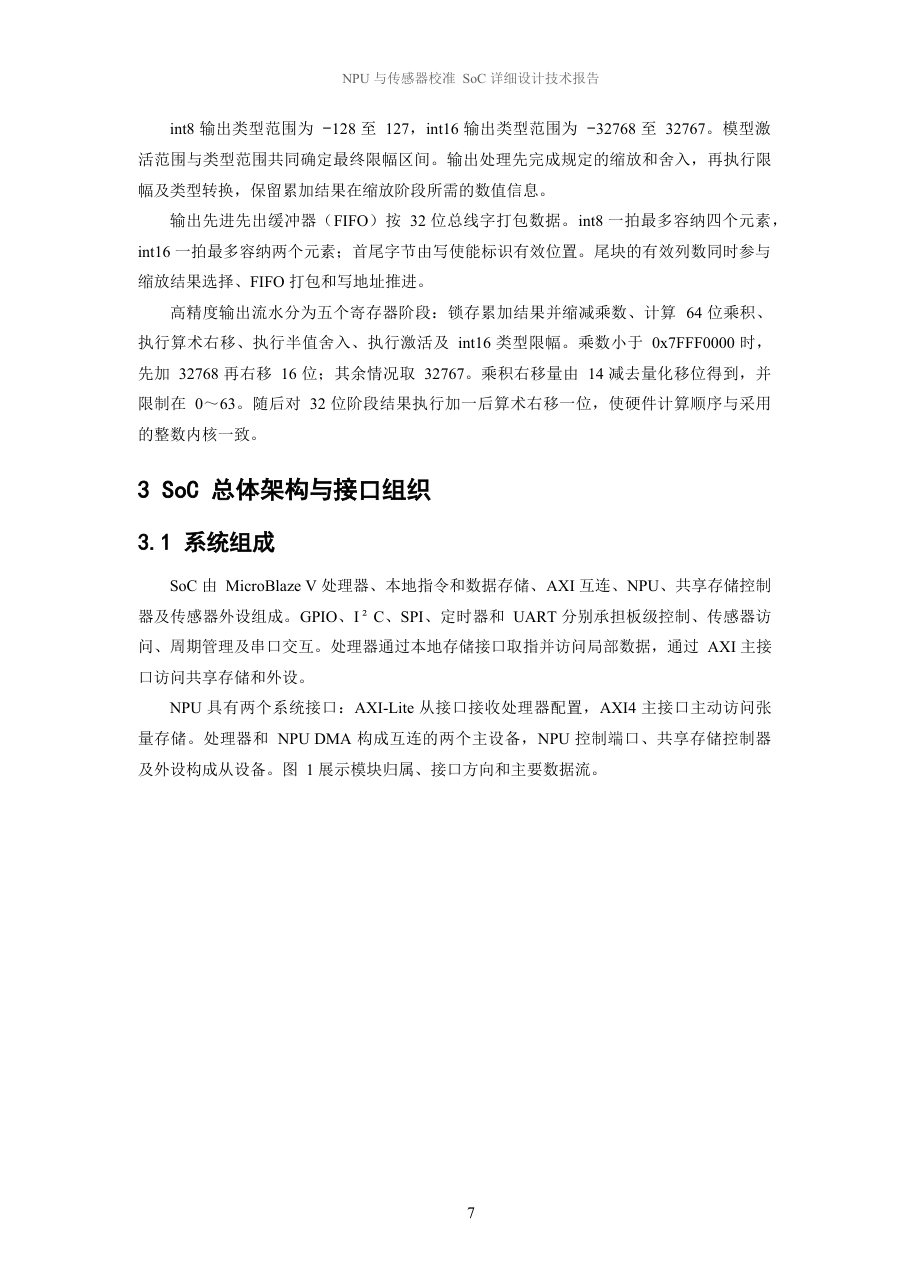 NPU 与传感器校准 SoC 详细设计技术报告
int8 输出类型范围为 −128 至 127，int16 输出类型范围为 −32768 至 32767。模型激
活范围与类型范围共同确定最终限幅区间。输出处理先完成规定的缩放和舍入，再执行限
幅及类型转换，保留累加结果在缩放阶段所需的数值信息。
输出先进先出缓冲器（FIFO）按 32 位总线字打包数据。int8 一拍最多容纳四个元素，
int16 一拍最多容纳两个元素；首尾字节由写使能标识有效位置。尾块的有效列数同时参与
缩放结果选择、FIFO 打包和写地址推进。
高精度输出流水分为五个寄存器阶段：锁存累加结果并缩减乘数、计算 64 位乘积、
执行算术右移、执行半值舍入、执行激活及 int16 类型限幅。乘数小于 0x7FFF0000 时，
先加 32768 再右移 16 位；其余情况取 32767。乘积右移量由 14 减去量化移位得到，并
限制在 0～63。随后对 32 位阶段结果执行加一后算术右移一位，使硬件计算顺序与采用
的整数内核一致。
3 SoC 总体架构与接口组织
3.1 系统组成
SoC 由 MicroBlaze V 处理器、本地指令和数据存储、AXI 互连、NPU、共享存储控制
器及传感器外设组成。GPIO、I²C、SPI、定时器和 UART 分别承担板级控制、传感器访
问、周期管理及串口交互。处理器通过本地存储接口取指并访问局部数据，通过 AXI 主接
口访问共享存储和外设。
NPU 具有两个系统接口：AXI-Lite 从接口接收处理器配置，AXI4 主接口主动访问张
量存储。处理器和 NPU DMA 构成互连的两个主设备，NPU 控制端口、共享存储控制器
及外设构成从设备。图 1 展示模块归属、接口方向和主要数据流。
7